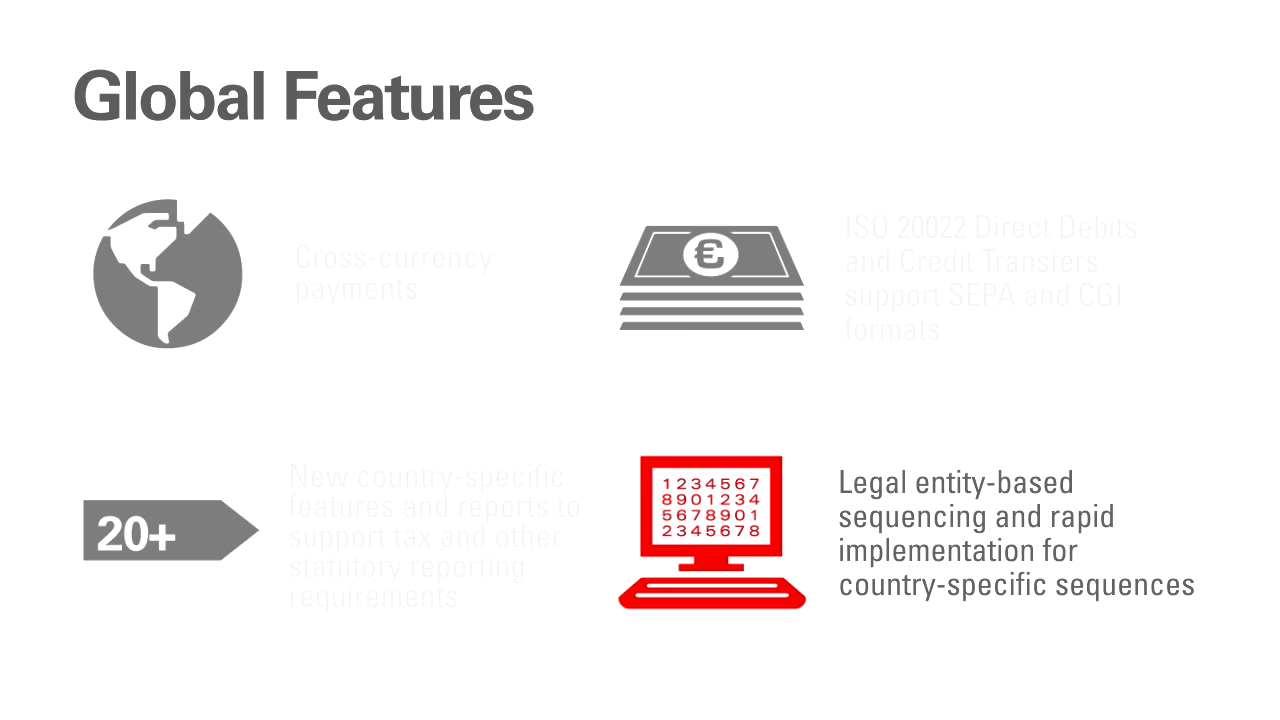 Global Features
Cross-currency
payments
€
ISO 20022 Direct Debits
and Credit Transfers
support SEPA and CGI
formats
20+
New country-specific
features and reports to
support tax and other
statutory reporting
requirements
1234567
8901234
5678901
2345678
Legal entity-based
sequencing and rapid
implementation for
country-specific sequences